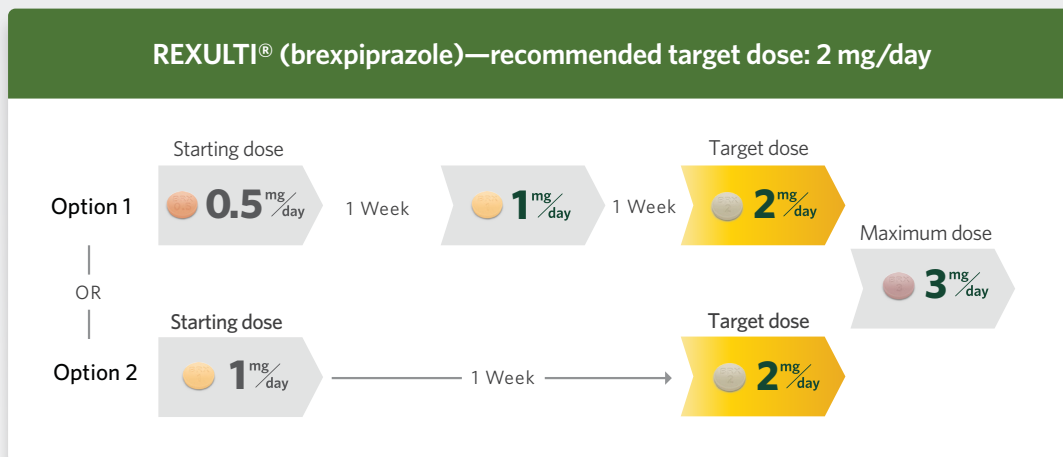 REXULTI® (brexpiprazole)—recommended target dose: 2 mg/day
Starting dose
Target dose
Option 1
0.5 mg/day
1 Week
1 mg/day
1 Week
2 mg/day
Maximum dose
3 mg/day
OR
Starting dose
Target dose
Option 2
1 mg/day
1 Week
2 mg/day